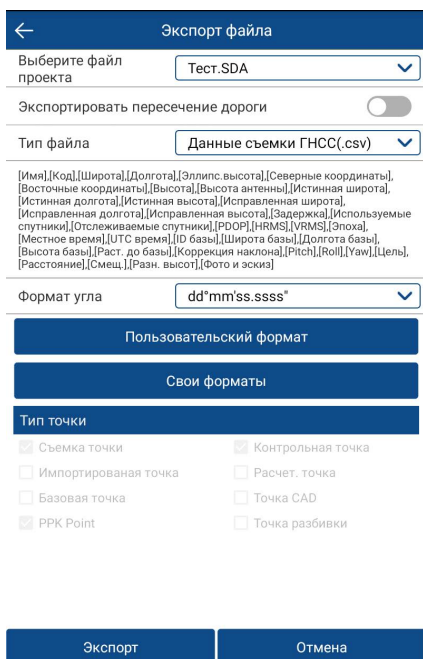 Экспорт файла
Выберите файл
проекта
Тест.SDA
Экспортировать пересечение дороги
Тип файла
Данные съемки ГНСС(.csv)
[Имя],[Код],[Широта],[Долгота],[Эллипс.высота],[Северные координаты],
[Восточные координаты],[Высота],[Высота антенны],[Истинная широта],
[Истинная долгота],[Истинная высота],[Исправленная широта],
[Исправленная долгота],[Исправленная высота],[Задержка],[Используемые
спутники],[Отслеживаемые спутники],[PDOP],[HRMS],[VRMS],[Эпоха],
[Местное время],[UTC время],[ID базы],[Широта базы],[Долгота базы],
[Высота базы],[Раст. до базы],[Коррекция наклона],[Pitch],[Roll],[Yaw],[Цель],
[Расстояние],[Смещ.],[Разн. высот],[Фото и эскиз]
Формат угла
dd°mm'ss.ssss"
Пользовательский формат
Свои форматы
Тип точки
Съемка точки
Контрольная точка
Импортированая точка
Расчет. точка
Базовая точка
Точка CAD
PPK Point
Точка разбивки
Экспорт
Отмена